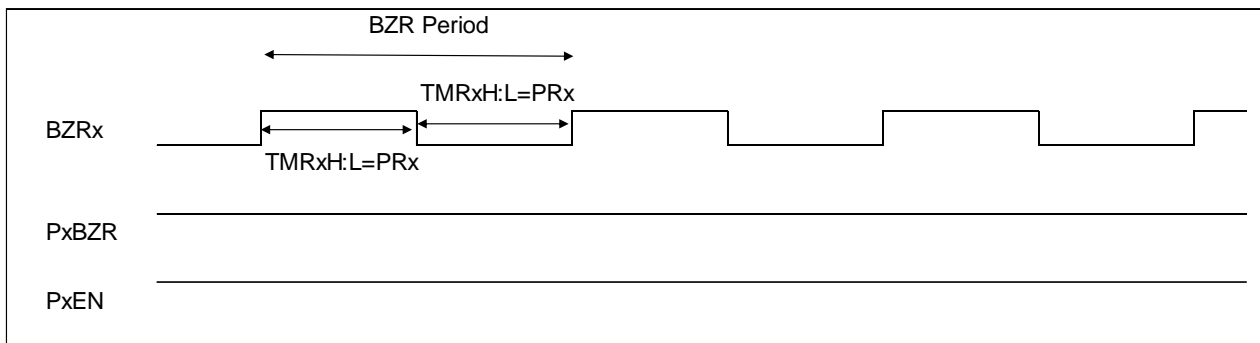 BZR Period
TMRxH:L=PRx
BZRx
TMRxH:L=PRx
PxBZR
PxEN